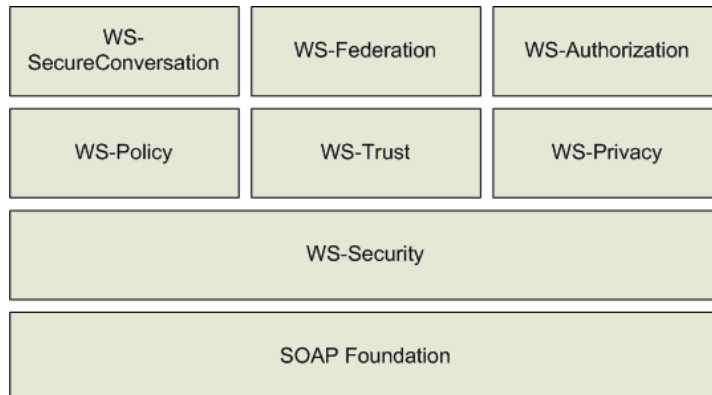 WS-
SecureConversation
WS-Federation
WS-Authorization
WS-Policy
WS-Trust
WS-Privacy
WS-Security
SOAP Foundation